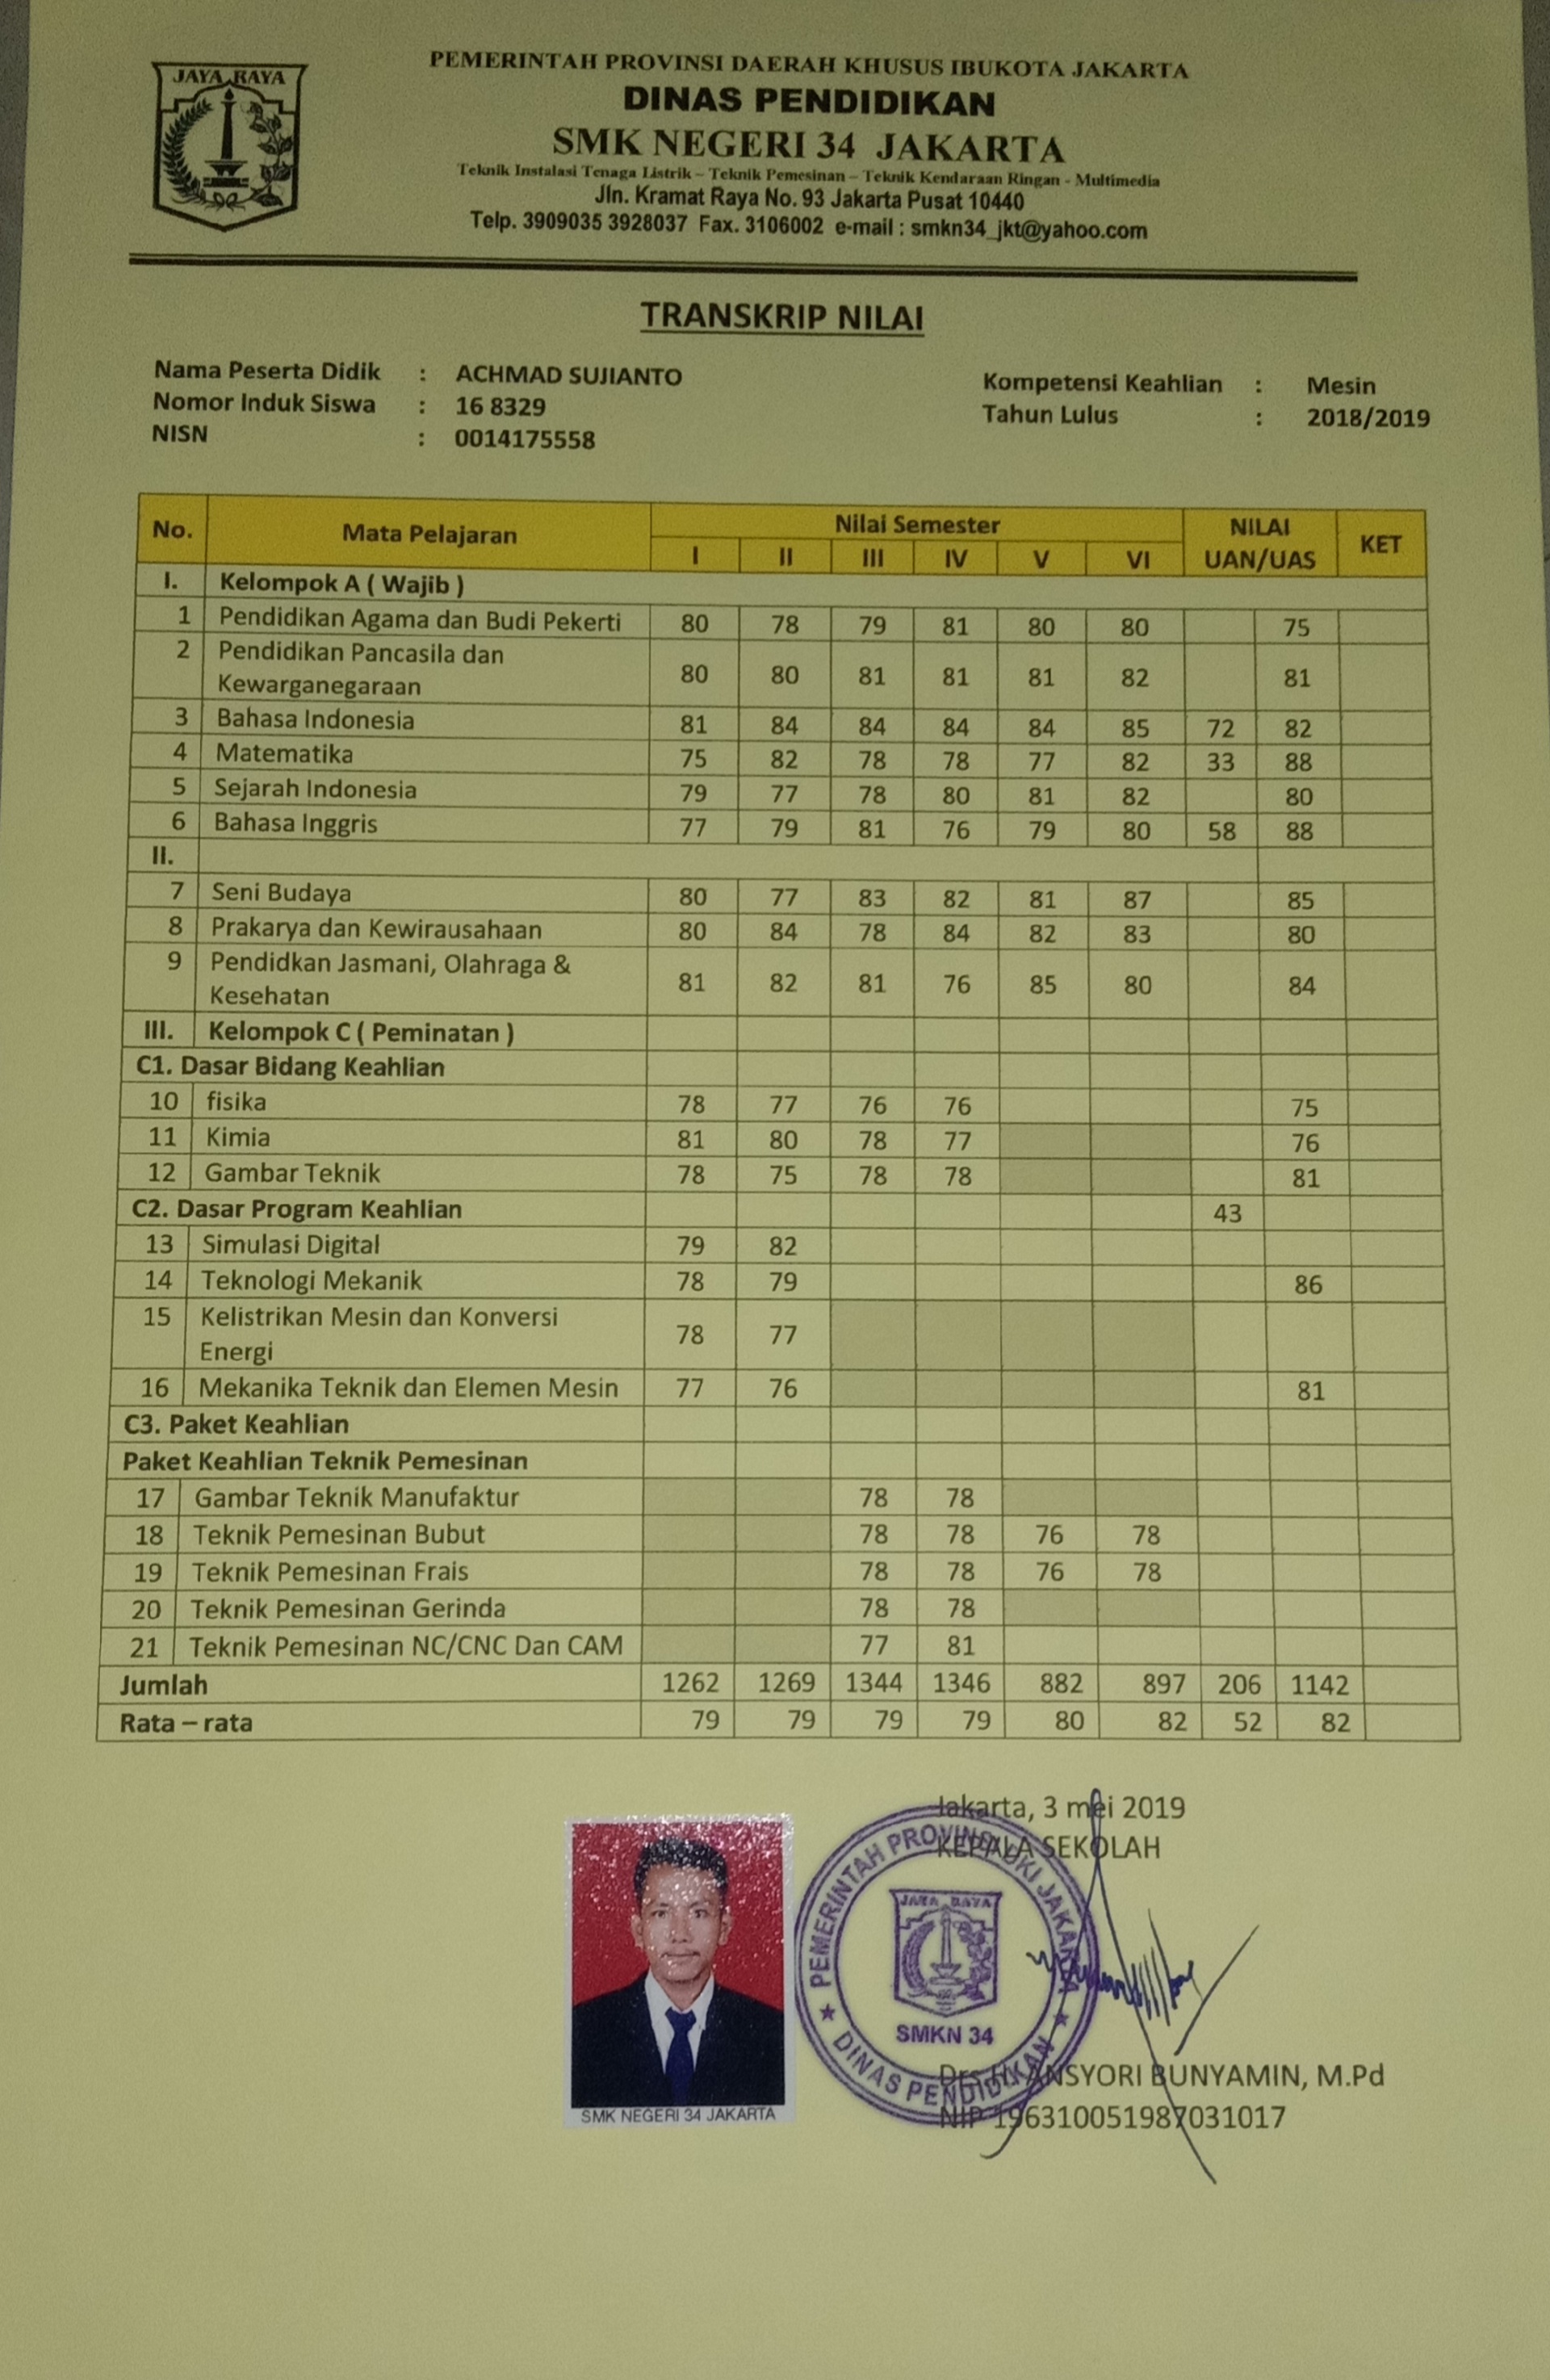 JAYA RAYA
PEMERINTAH PROVINSI DAERAH KHUSUS IBUKOTA JAKARTA
DINAS PENDIDIKAN
SMK NEGERI 34 JAKARTA
Teknik Instalasi Tenaga Listrik – Teknik Pemesinan – Teknik Kendaraan Ringan - Multimedia
Jln. Kramat Raya No. 93 Jakarta Pusat 10440
Telp. 3909035 3928037 Fax. 3106002 e-mail : smkn34_jkt@yahoo.com
TRANSKRIP NILAI
Nama Peserta Didik : ACHMAD SUJIANTO
Nomor Induk Siswa : 16 8329
NISN : 0014175558
Kompetensi Keahlian : Mesin
Tahun Lulus : 2018/2019
No. Mata Pelajaran Nilai Semester NILAI UAN/UAS KET
I II III IV V VI
I. Kelompok A ( Wajib )
1 Pendidikan Agama dan Budi Pekerti 80 78 79 81 80 80 75
2 Pendidikan Pancasila dan
Kewarganegaraan 80 80 81 81 81 82 81
3 Bahasa Indonesia 81 84 84 84 84 85 72 82
4 Matematika 75 82 78 78 77 82 33 88
5 Sejarah Indonesia 79 77 78 80 81 82 80
6 Bahasa Inggris 77 79 81 76 79 80 58 88
II.
7 Seni Budaya 80 77 83 82 81 87 85
8 Prakarya dan Kewirausahaan 80 84 78 84 82 83 80
9 Pendidkan Jasmani, Olahraga &
Kesehatan 81 82 81 76 85 80 84
III. Kelompok C ( Peminatan )
C1. Dasar Bidang Keahlian
10 fisika 78 77 76 76 75
11 Kimia 81 80 78 77 76
12 Gambar Teknik 78 75 78 78 81
C2. Dasar Program Keahlian 43
13 Simulasi Digital 79 82
14 Teknologi Mekanik 78 79 86
15 Kelistrikan Mesin dan Konversi
Energi 78 77
16 Mekanika Teknik dan Elemen Mesin 77 76 81
C3. Paket Keahlian
Paket Keahlian Teknik Pemesinan
17 Gambar Teknik Manufaktur 78 78
18 Teknik Pemesinan Bubut 78 78 76 78
19 Teknik Pemesinan Frais 78 78 76 78
20 Teknik Pemesinan Gerinda 78 78
21 Teknik Pemesinan NC/CNC Dan CAM 77 81
Jumlah 1262 1269 1344 1346 882 897 206 1142
Rata – rata 79 79 79 79 80 82 52 82
Jakarta, 3 mei 2019
KEPALA SEKOLAH
PEMERINTAH PROVINSI DKI JAKARTA
JAYA RAYA
SMKN 34
DINAS PENDIDIKAN
Drs. H. ANSYORI BUNYAMIN, M.Pd
NIP 196310051987031017
SMK NEGERI 34 JAKARTA